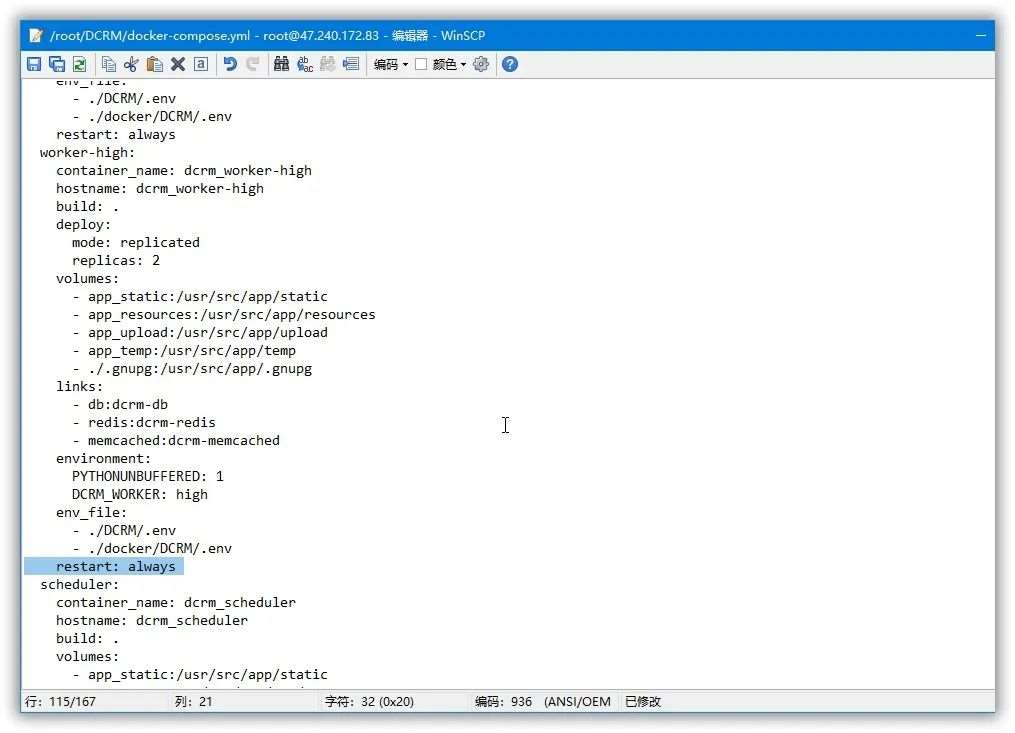 /root/DCRM/docker-compose.yml - root@47.240.172.83 - 编辑器 - WinSCP
编码 颜色
env_file:
- ./DCRM/.env
- ./docker/DCRM/.env
restart: always
worker-high:
container_name: dcrm_worker-high
hostname: dcrm_worker-high
build: .
deploy:
mode: replicated
replicas: 2
volumes:
- app_static:/usr/src/app/static
- app_resources:/usr/src/app/resources
- app_upload:/usr/src/app/upload
- app_temp:/usr/src/app/temp
- ./.gnupg:/usr/src/app/.gnupg
links:
- db:dcrm-db
- redis:dcrm-redis
- memcached:dcrm-memcached
environment:
PYTHONUNBUFFERED: 1
DCRM_WORKER: high
env_file:
- ./DCRM/.env
- ./docker/DCRM/.env
restart: always
scheduler:
container_name: dcrm_scheduler
hostname: dcrm_scheduler
build: .
volumes:
- app_static:/usr/src/app/static
行: 115/167 列: 21 字符: 32 (0x20) 编码: 936 (ANSI/OEM 已修改